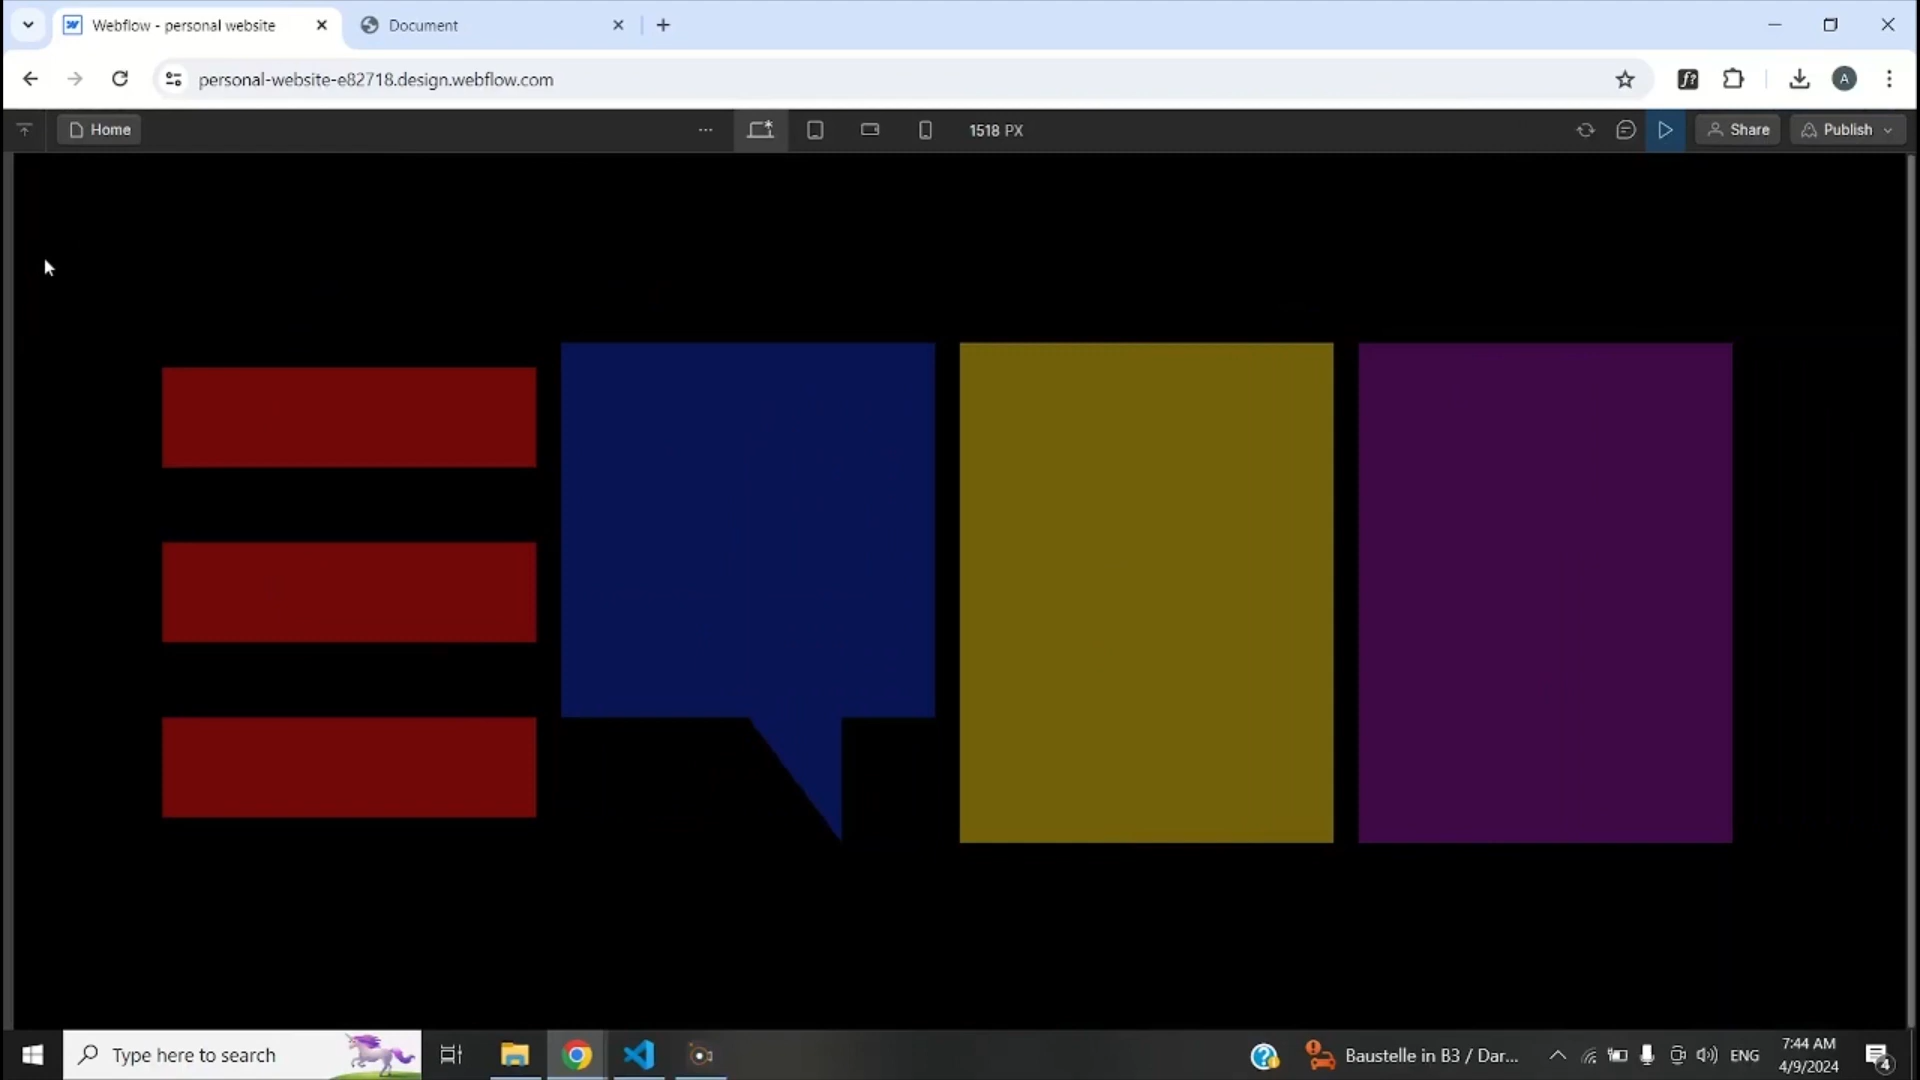 Webflow - personal website
Document
personal-website-e82718.design.webflow.com
f?
A
Home
1518 PX
Share
Publish
Type here to search
Baustelle in B3 / Dar...
ENG
7:44 AM
4/9/2024
4